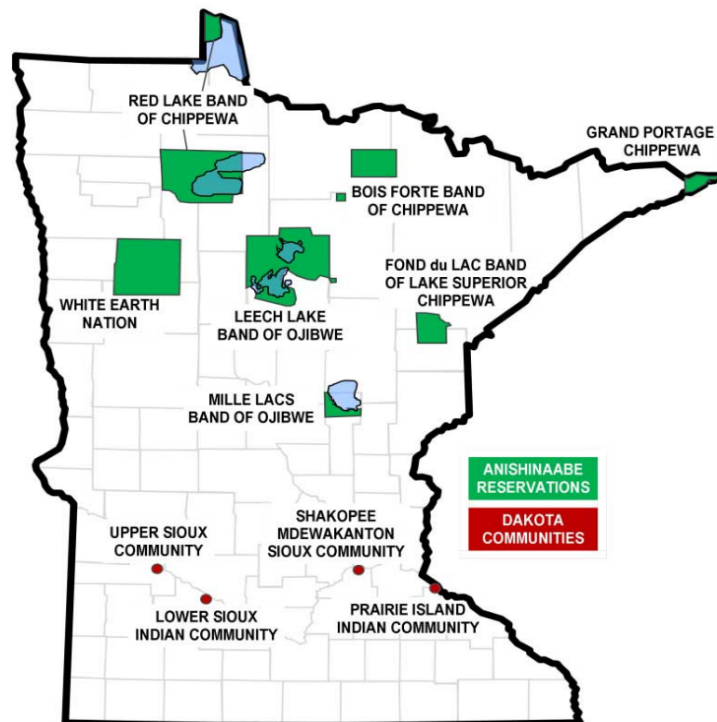 RED LAKE BAND
OF CHIPPEWA
GRAND PORTAGE
CHIPPEWA
BOIS FORTE BAND
OF CHIPPEWA
WHITE EARTH
NATION
LEECH LAKE
BAND OF OJIBWE
FOND du LAC BAND
OF LAKE SUPERIOR
CHIPPEWA
MILLE LACS
BAND OF OJIBWE
ANISHINAABE
RESERVATIONS
DAKOTA
COMMUNITIES
UPPER SIOUX
COMMUNITY
SHAKOPEE
MDEWAKANTON
SIOUX COMMUNITY
LOWER SIOUX
INDIAN COMMUNITY
PRAIRIE ISLAND
INDIAN COMMUNITY